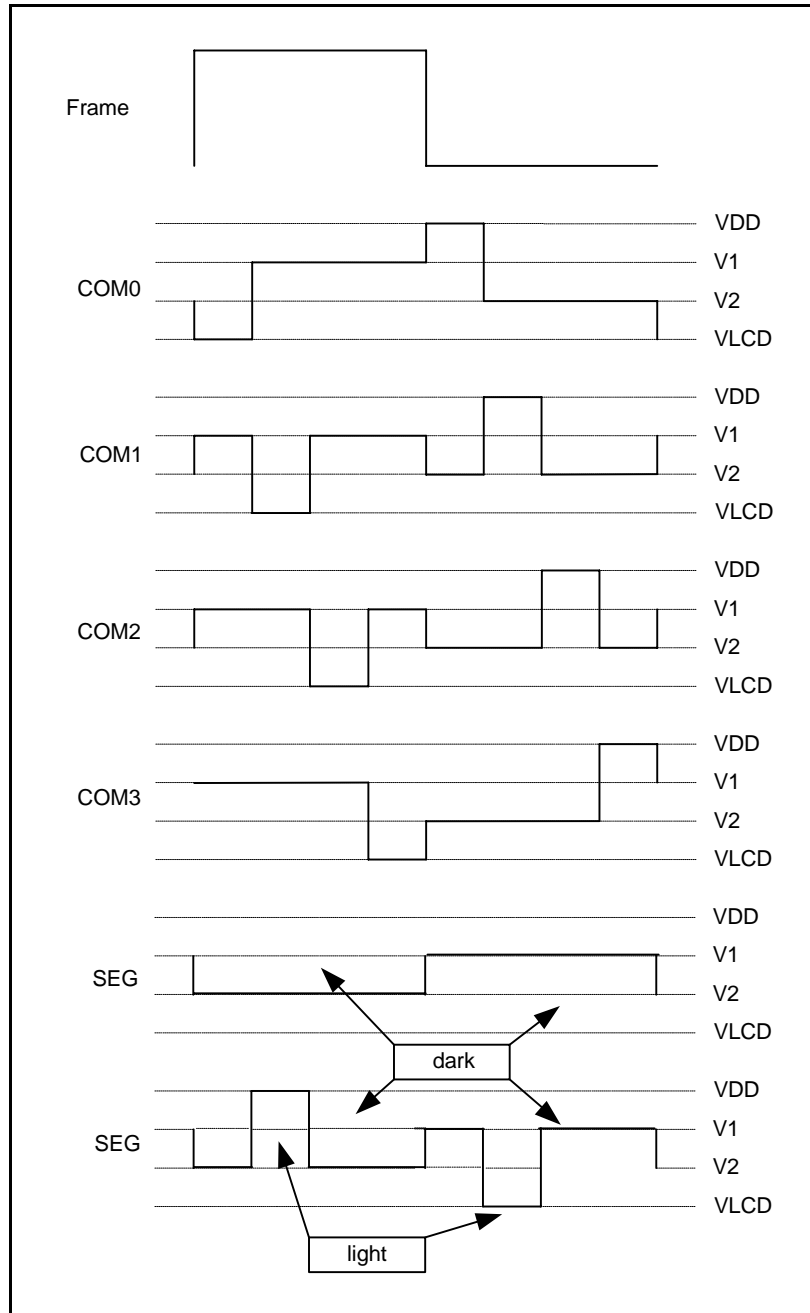 Frame
VDD
V1
COM0
V2
VLCD
VDD
V1
COM1
V2
VLCD
VDD
V1
COM2
V2
VLCD
VDD
V1
COM3
V2
VLCD
VDD
V1
SEG
V2
VLCD
dark
VDD
V1
SEG
V2
VLCD
light